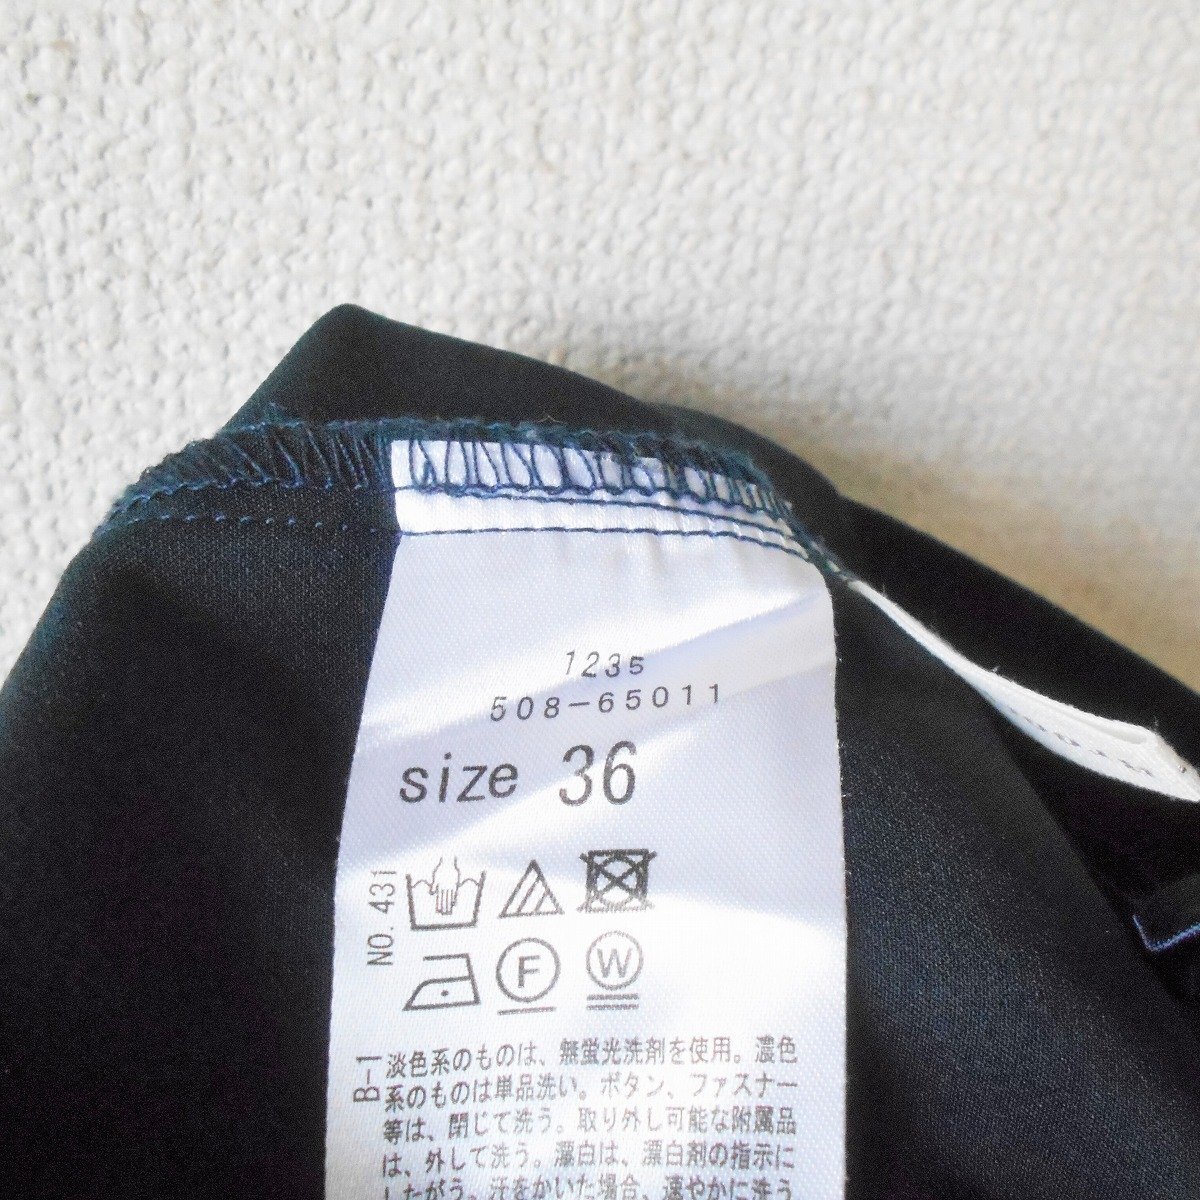 1235
508-65011
size 36
NO. 431
F
W
B-1
淡色系のものは、無蛍光洗剤を使用。濃色
系のものは単品洗い。ボタン、ファスナー
等は、閉じて洗う。取り外し可能な附属品
は、外して洗う。漂白は、漂白剤の指示に
したがう。汗をかいた場合、速やかに洗う